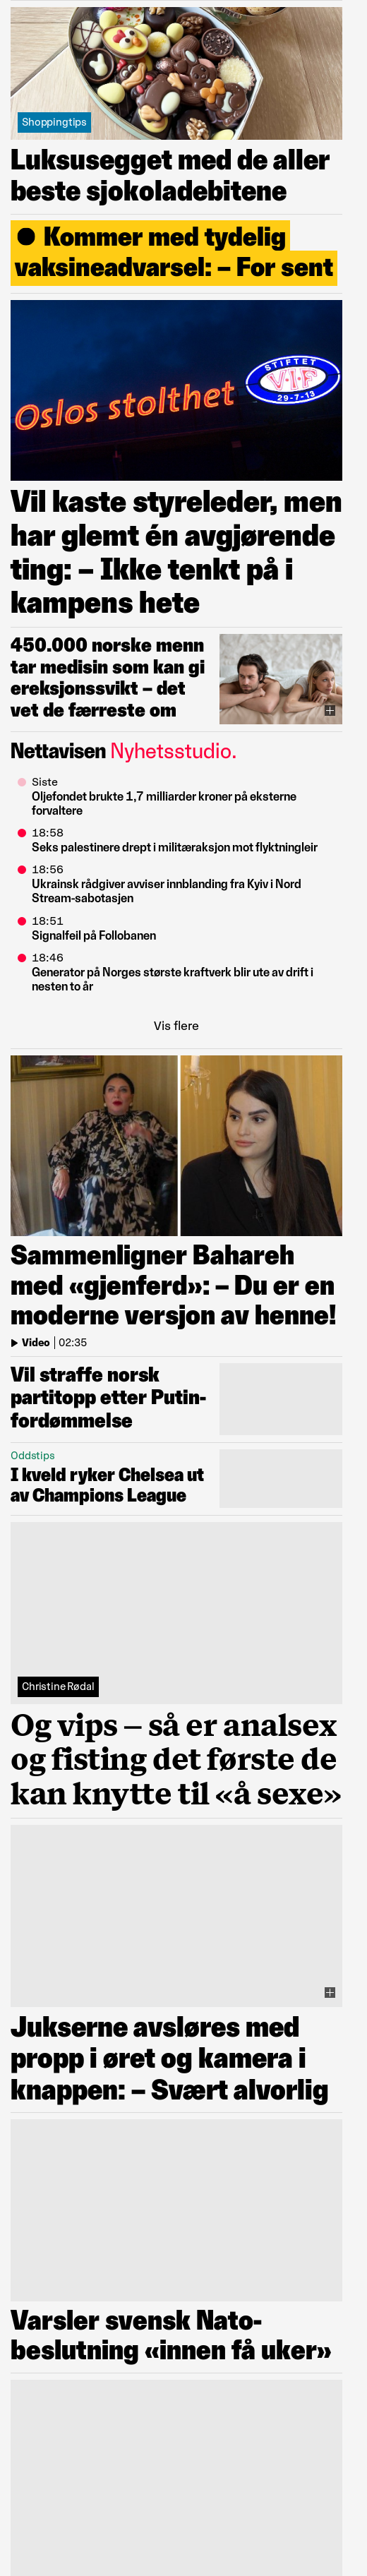 Shoppingtips
Luksusegget med de aller
beste sjokoladebitene
Kommer med tydelig
vaksineadvarsel: – For sent
Oslos stolthet
STIFTET
V.I.F
29-7-13
Vil kaste styreleder, men
har glemt én avgjørende
ting: – Ikke tenkt på i
kampens hete
450.000 norske menn
tar medisin som kan gi
ereksjonssvikt – det
vet de færreste om
Nettavisen Nyhetsstudio.
Siste
Oljefondet brukte 1,7 milliarder kroner på eksterne
forvaltere
18:58
Seks palestinere drept i militæraksjon mot flyktningleir
18:56
Ukrainsk rådgiver avviser innblanding fra Kyiv i Nord
Stream-sabotasjen
18:51
Signalfeil på Follobanen
18:46
Generator på Norges største kraftverk blir ute av drift i
nesten to år
Vis flere
Sammenligner Bahareh
med «gjenferd»: – Du er en
moderne versjon av henne!
Video | 02:35
Vil straffe norsk
partitopp etter Putin-
fordømmelse
Oddstips
I kveld ryker Chelsea ut
av Champions League
Christine Rødal
Og vips – så er analsex
og fisting det første de
kan knytte til «å sexe»
Jukserne avsløres med
propp i øret og kamera i
knappen: – Svært alvorlig
Varsler svensk Nato-
beslutning «innen få uker»